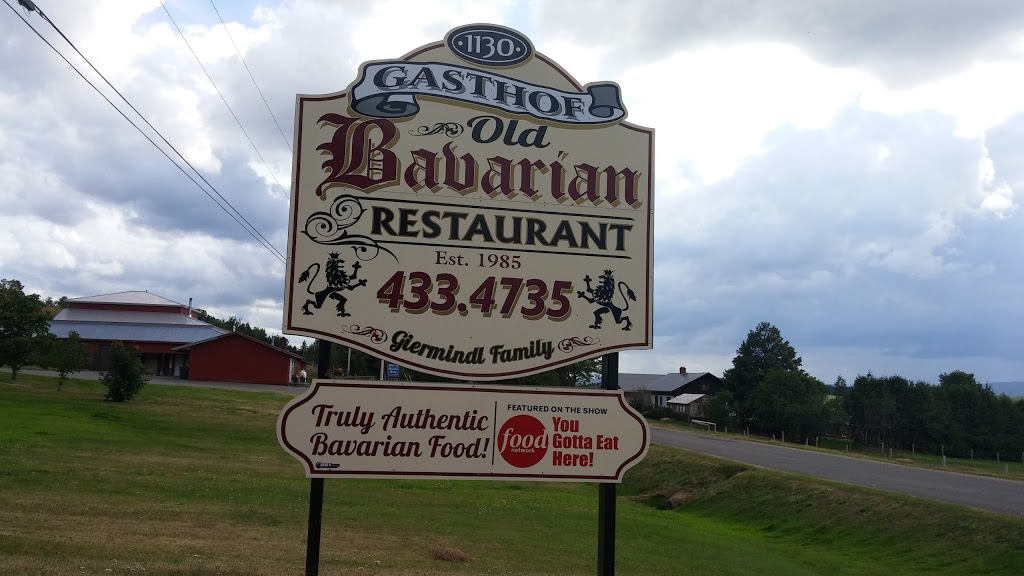 ·1130·
GASTHOF
Old
Bavarian
RESTAURANT
Est. 1985
433.4735
Giermindl Family
Truly Authentic
Bavarian Food!
FEATURED ON THE SHOW
food
network
You
Gotta Eat
Here!